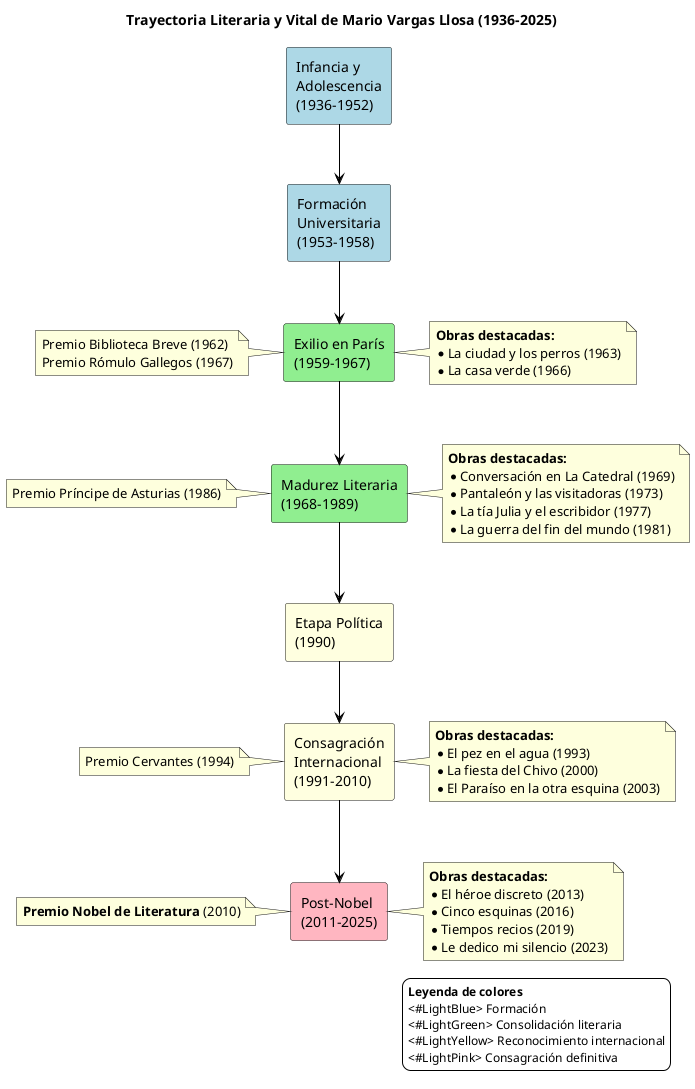 Trayectoria Literaria y Vital de Mario Vargas Llosa (1936-2025)
Infancia y
Adolescencia
(1936-1952)
Formación
Universitaria
(1953-1958)
Premio Biblioteca Breve (1962)
Premio Rómulo Gallegos (1967)
Exilio en París
(1959-1967)
Obras destacadas:
• La ciudad y los perros (1963)
• La casa verde (1966)
Premio Príncipe de Asturias (1986)
Madurez Literaria
(1968-1989)
Obras destacadas:
• Conversación en La Catedral (1969)
• Pantaleón y las visitadoras (1973)
• La tía Julia y el escribidor (1977)
• La guerra del fin del mundo (1981)
Etapa Política
(1990)
Premio Cervantes (1994)
Consagración
Internacional
(1991-2010)
Obras destacadas:
• El pez en el agua (1993)
• La fiesta del Chivo (2000)
• El Paraíso en la otra esquina (2003)
Premio Nobel de Literatura (2010)
Post-Nobel
(2011-2025)
Obras destacadas:
• El héroe discreto (2013)
• Cinco esquinas (2016)
• Tiempos recios (2019)
• Le dedico mi silencio (2023)
Leyenda de colores
<#LightBlue> Formación
<#LightGreen> Consolidación literaria
<#LightYellow> Reconocimiento internacional
<#LightPink> Consagración definitiva